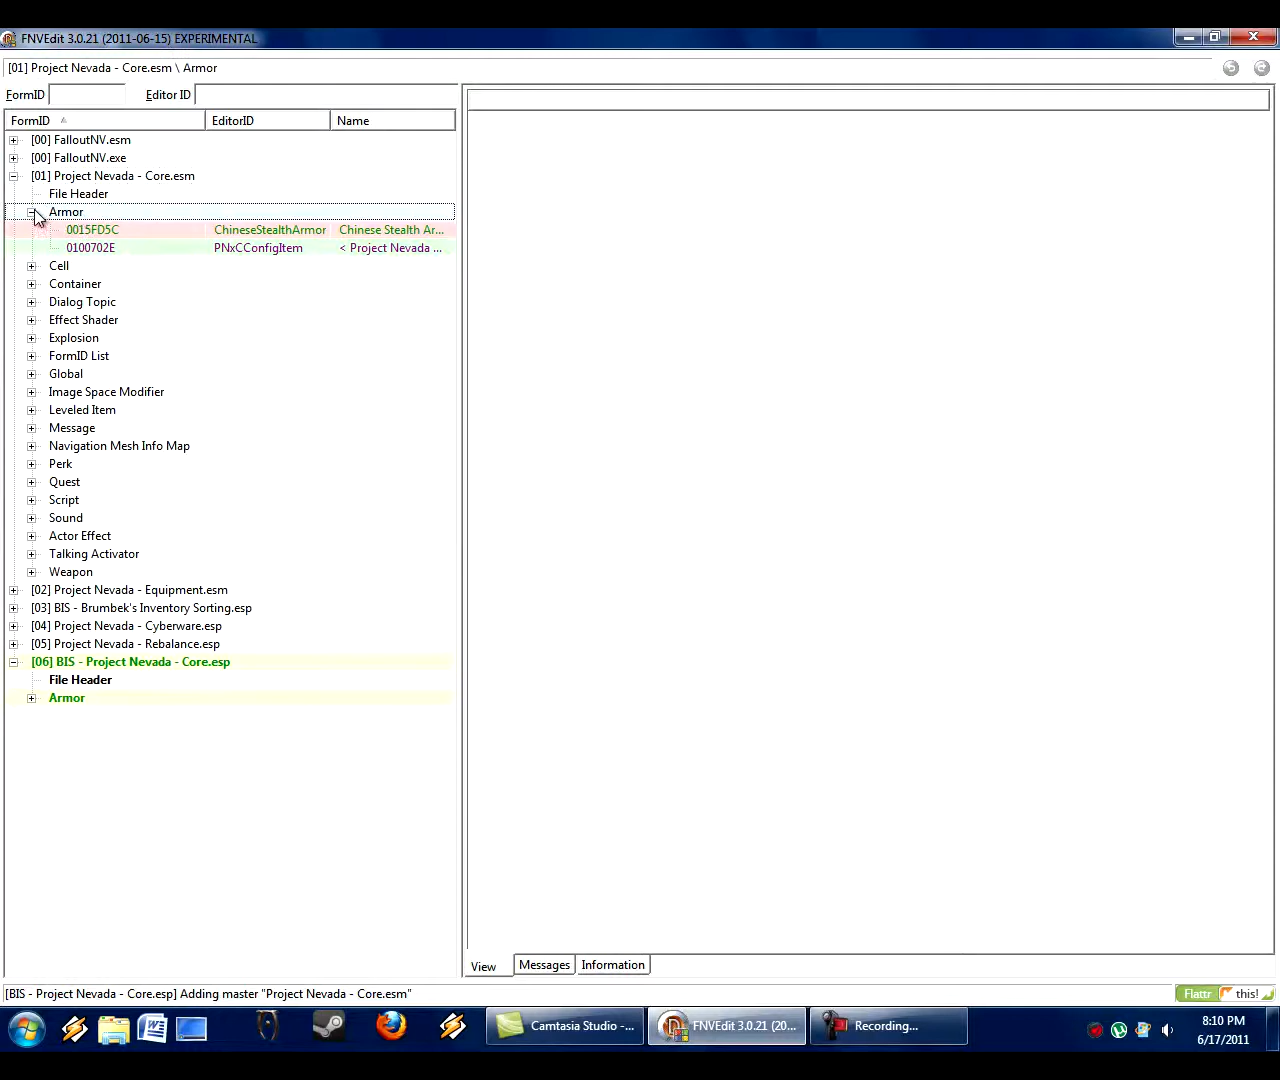 FNVEdit 3.0.21 (2011-06-15) EXPERIMENTAL
[01] Project Nevada - Core.esm \ Armor
FormID Editor ID
FormID EditorID Name
[00] FalloutNV.esm
[00] FalloutNV.exe
[01] Project Nevada - Core.esm
File Header
Armor
0015FD5C ChineseStealthArmor Chinese Stealth Ar...
0100702E PNxCConfigItem < Project Nevada ...
Cell
Container
Dialog Topic
Effect Shader
Explosion
FormID List
Global
Image Space Modifier
Leveled Item
Message
Navigation Mesh Info Map
Perk
Quest
Script
Sound
Actor Effect
Talking Activator
Weapon
[02] Project Nevada - Equipment.esm
[03] BIS - Brumbek's Inventory Sorting.esp
[04] Project Nevada - Cyberware.esp
[05] Project Nevada - Rebalance.esp
[06] BIS - Project Nevada - Core.esp
File Header
Armor
View Messages Information
[BIS - Project Nevada - Core.esp] Adding master "Project Nevada - Core.esm"
Flattr this!
Camtasia Studio -... FNVEdit 3.0.21 (20... Recording...
8:10 PM
6/17/2011